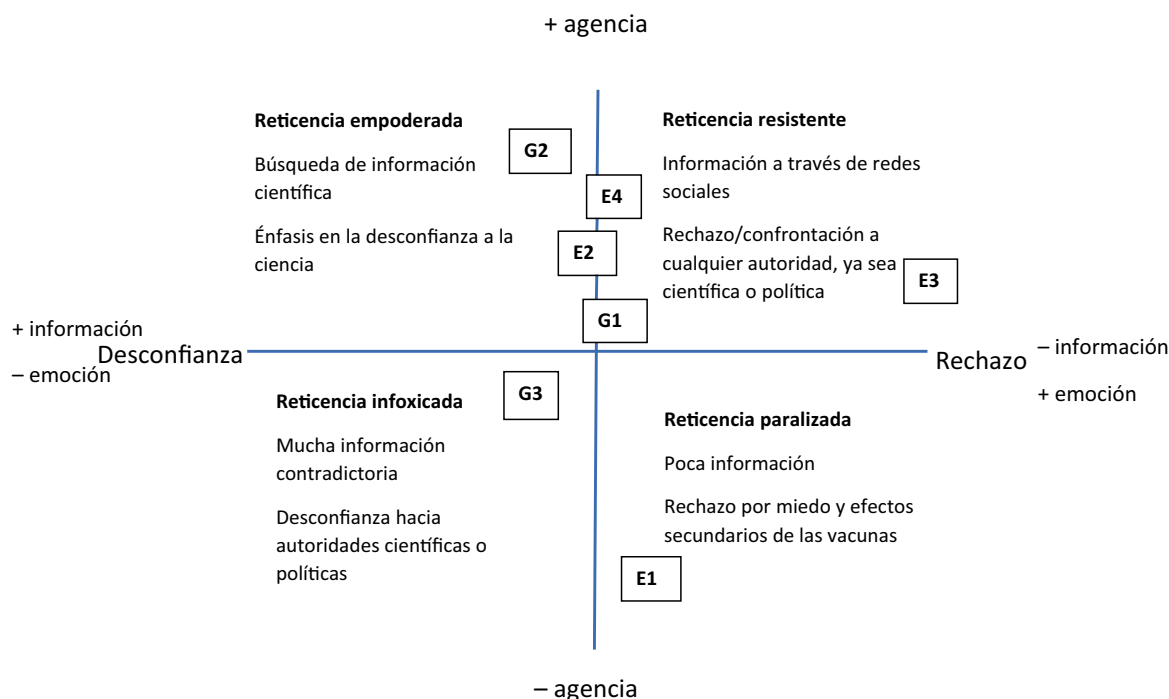 + agencia
Reticencia empoderada
G2
Búsqueda de información
científica
Énfasis en la desconfianza a la
ciencia
E4
E2
G1
Reticencia resistente
Información a través de redes
sociales
Rechazo/confrontación a
cualquier autoridad, ya sea
científica o política
E3
+ información
Desconfianza
– emoción
Rechazo
– información
+ emoción
Reticencia infoxicada
G3
Mucha información
contradictoria
Desconfianza hacia
autoridades científicas o
políticas
Reticencia paralizada
Poca información
Rechazo por miedo y efectos
secundarios de las vacunas
E1
– agencia